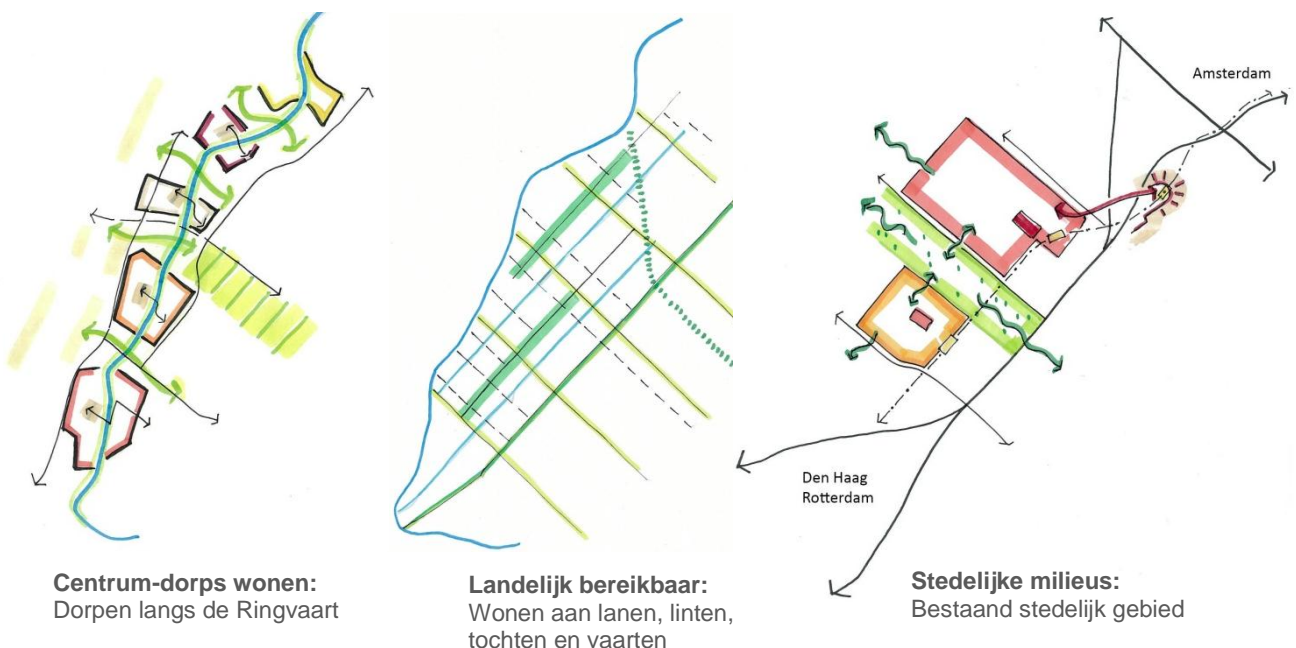 Amsterdam
Den Haag
Rotterdam
Centrum-dorps wonen:
Dorpen langs de Ringvaart
Landelijk bereikbaar:
Wonen aan lanen, linten,
tochten en vaarten
Stedelijke milieus:
Bestaand stedelijk gebied